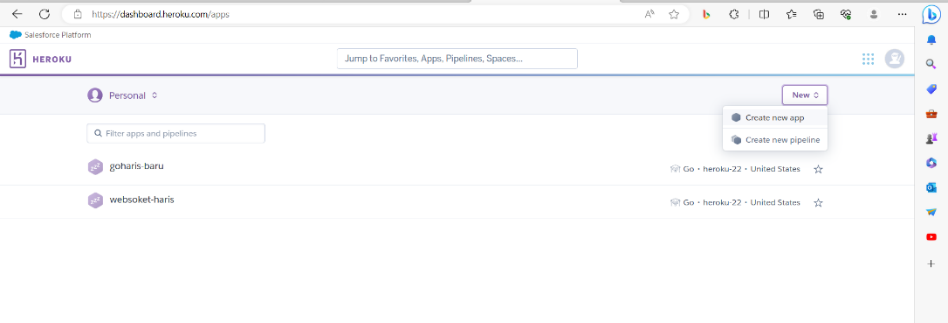 https://dashboard.heroku.com/apps
Salesforce Platform
HEROKU
Jump to Favorites, Apps, Pipelines, Spaces...
Personal
New
Create new app
Create new pipeline
Filter apps and pipelines
goharis-baru
Go • heroku-22 • United States
websoket-haris
Go • heroku-22 • United States